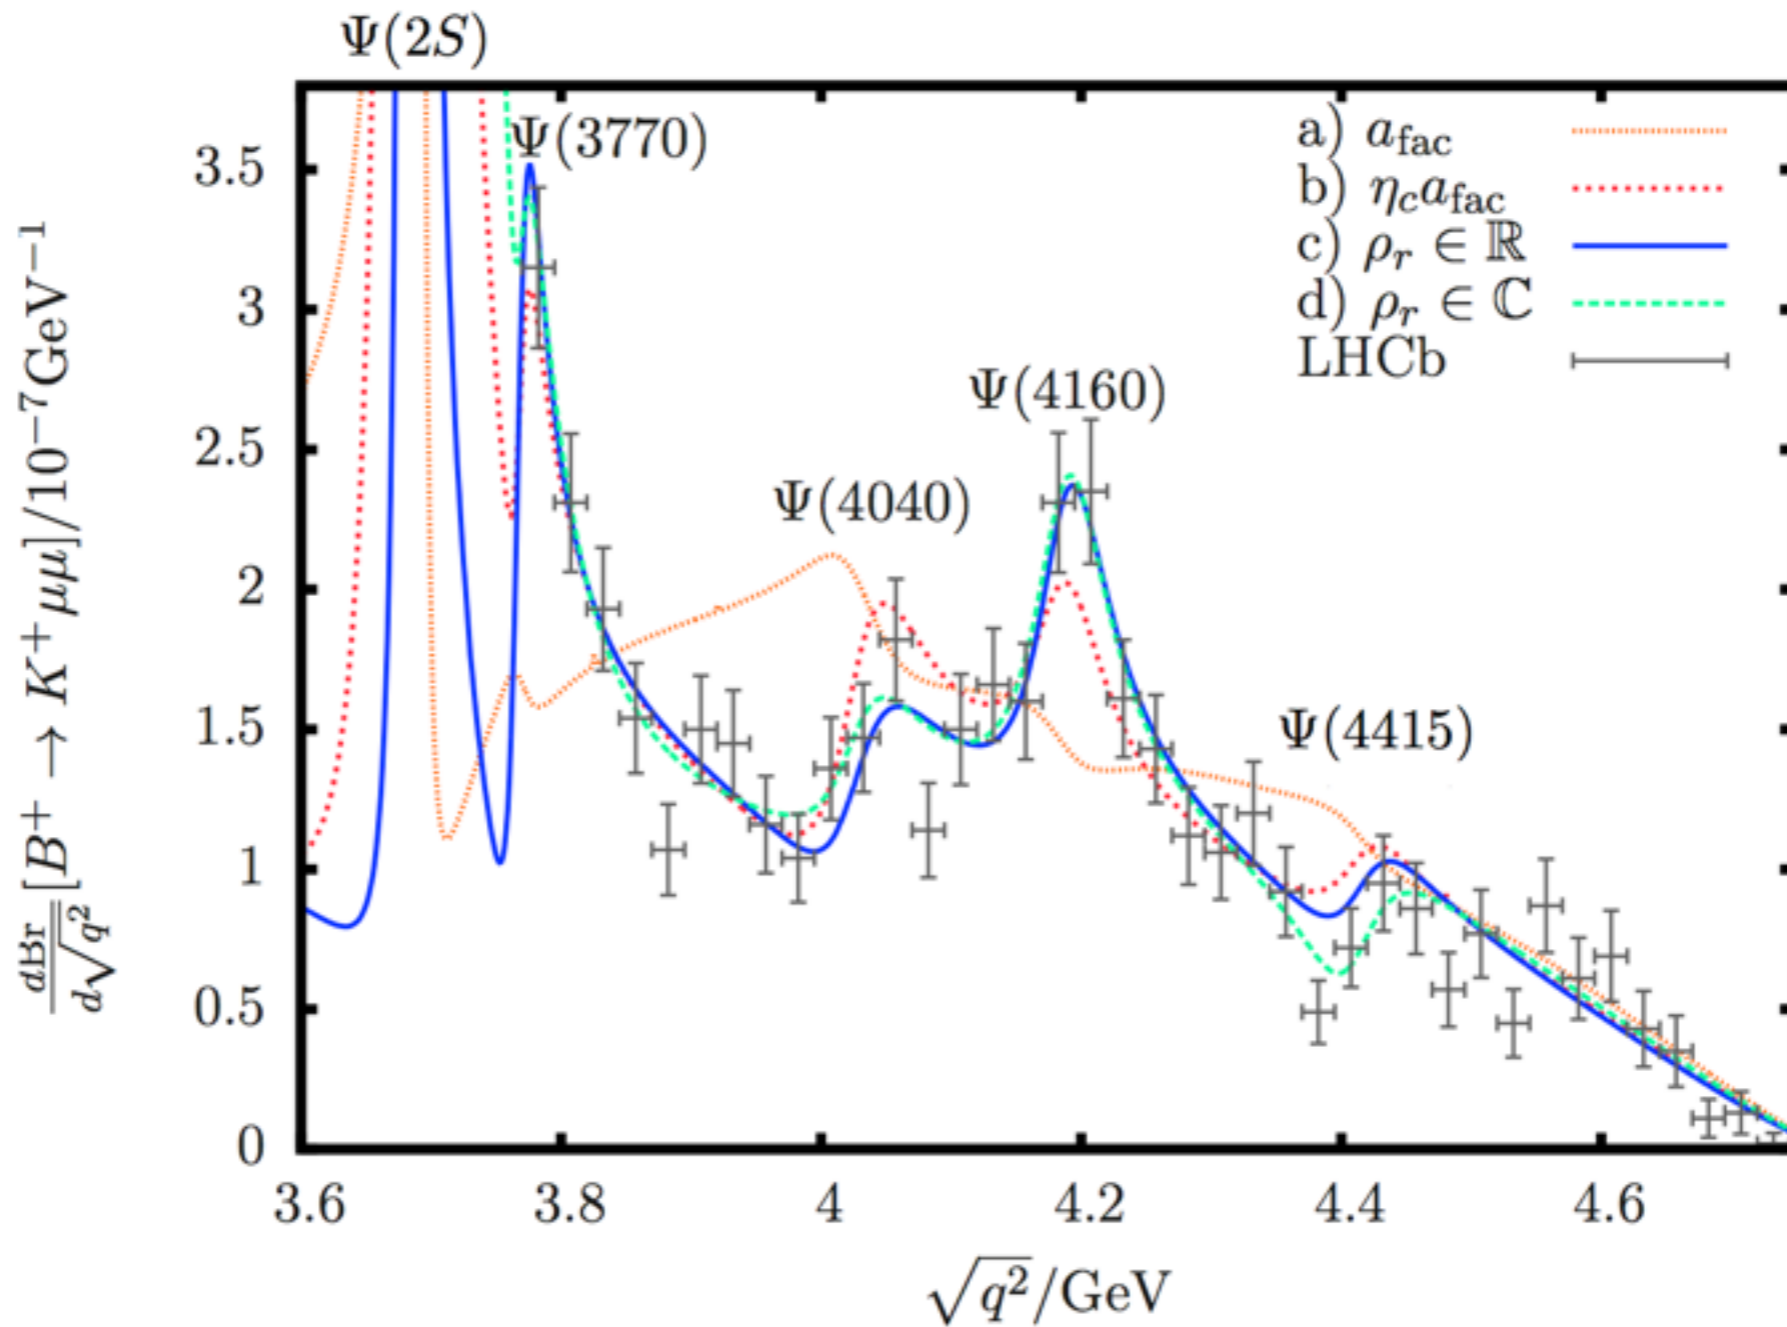 Ψ(2S)
Ψ(3770)
Ψ(4040)
Ψ(4160)
Ψ(4415)
a) a_fac
b) η_c a_fac
c) ρ_r ∈ ℝ
d) ρ_r ∈ ℂ
LHCb
dBr/d√q² [B⁺ → K⁺μμ]/10⁻⁷GeV⁻¹
3.5
3
2.5
2
1.5
1
0.5
0
3.6 3.8 4 4.2 4.4 4.6
√q²/GeV